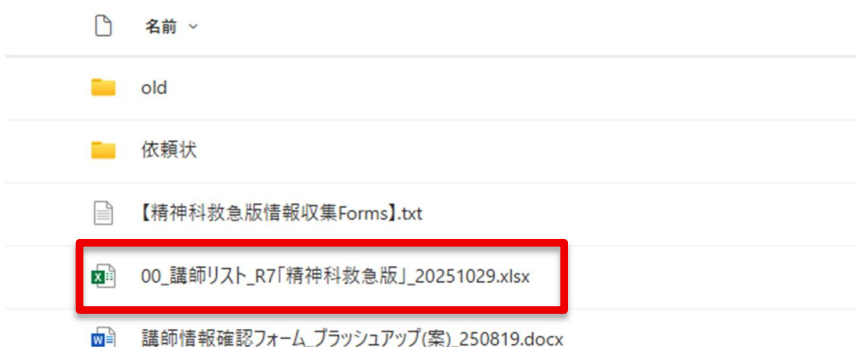 名前
old
依頼状
【精神科救急版情報収集Forms】.txt
00_講師リスト_R7「精神科救急版」_20251029.xlsx
講師情報確認フォーム_ブラッシュアップ(案)_250819.docx